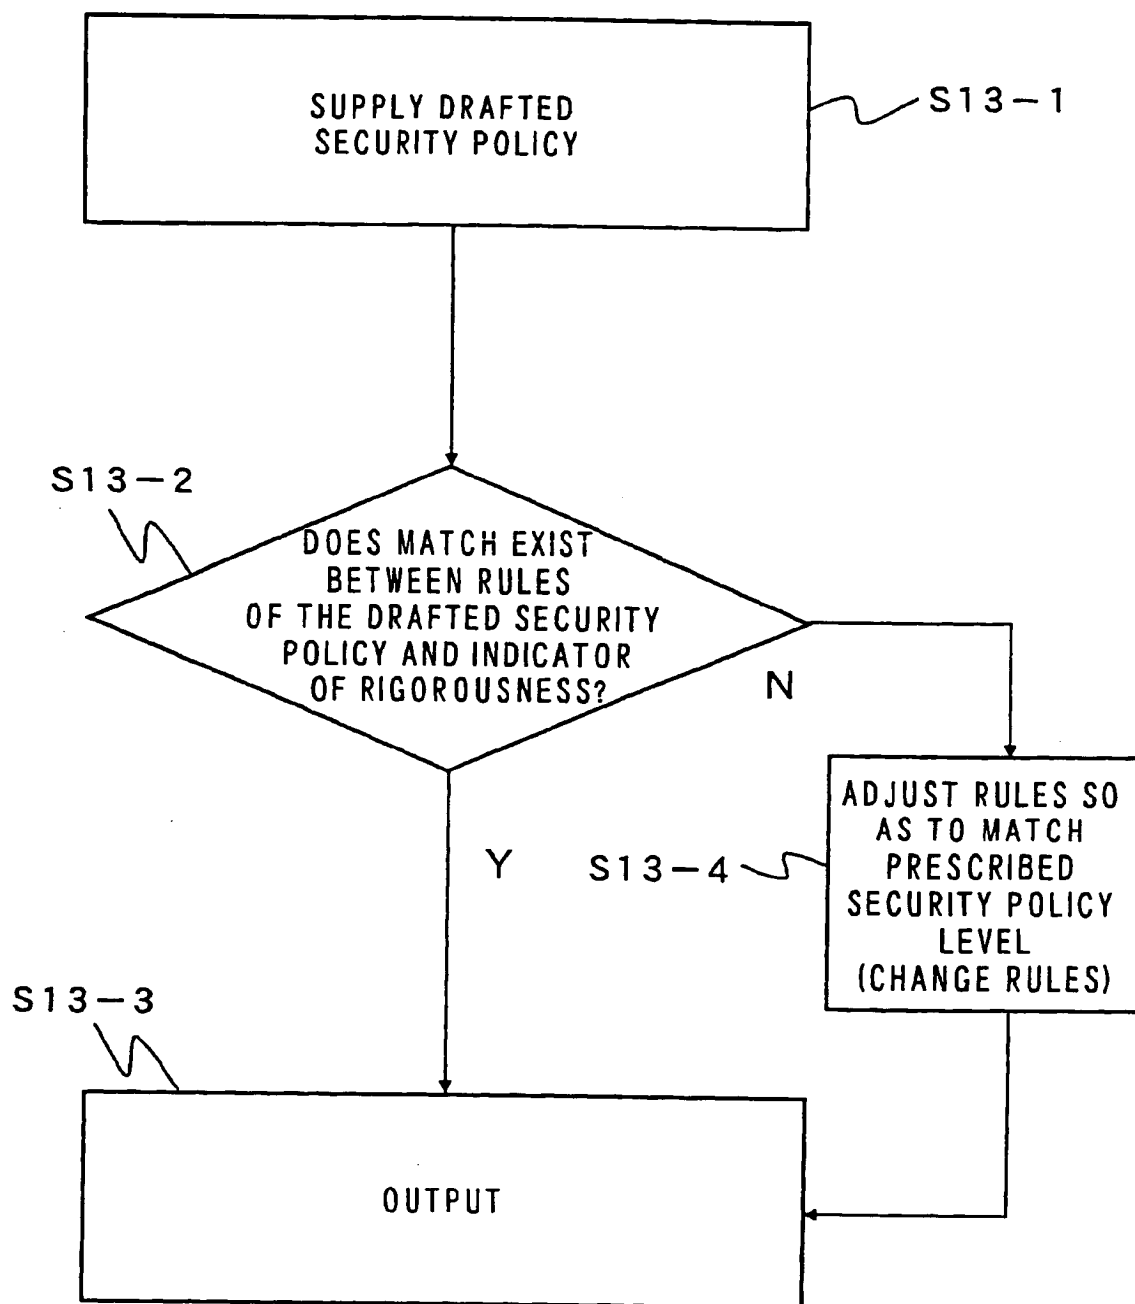 SUPPLY DRAFTED
SECURITY POLICY
S13-1
S13-2
DOES MATCH EXIST
BETWEEN RULES
OF THE DRAFTED SECURITY
POLICY AND INDICATOR
OF RIGOROUSNESS?
N
Y
S13-4
ADJUST RULES SO
AS TO MATCH
PRESCRIBED
SECURITY POLICY
LEVEL
(CHANGE RULES)
S13-3
OUTPUT